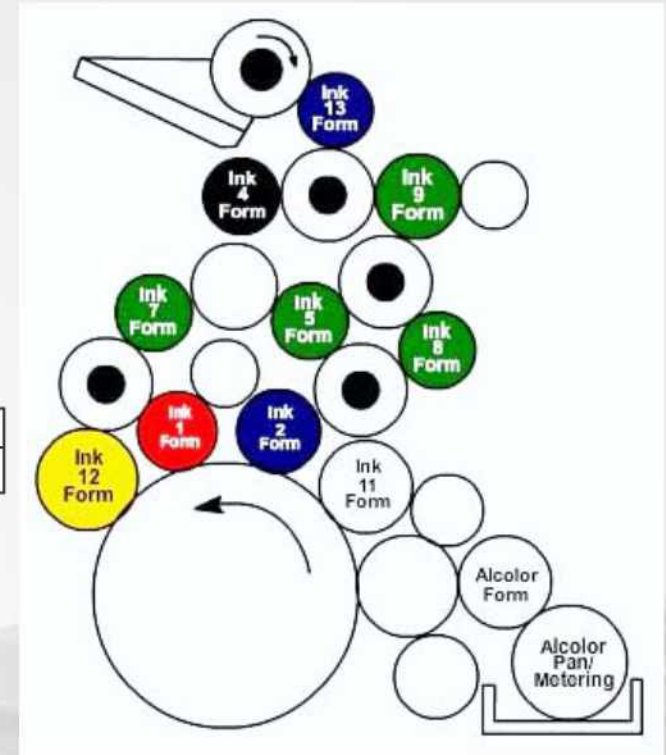 Ink
13
Form
Ink
4
Form
Ink
9
Form
Ink
7
Form
Ink
5
Form
Ink
8
Form
Ink
1
Form
Ink
2
Form
Ink
12
Form
Ink
11
Form
Alcolor
Form
Alcolor
Pan/
Metering